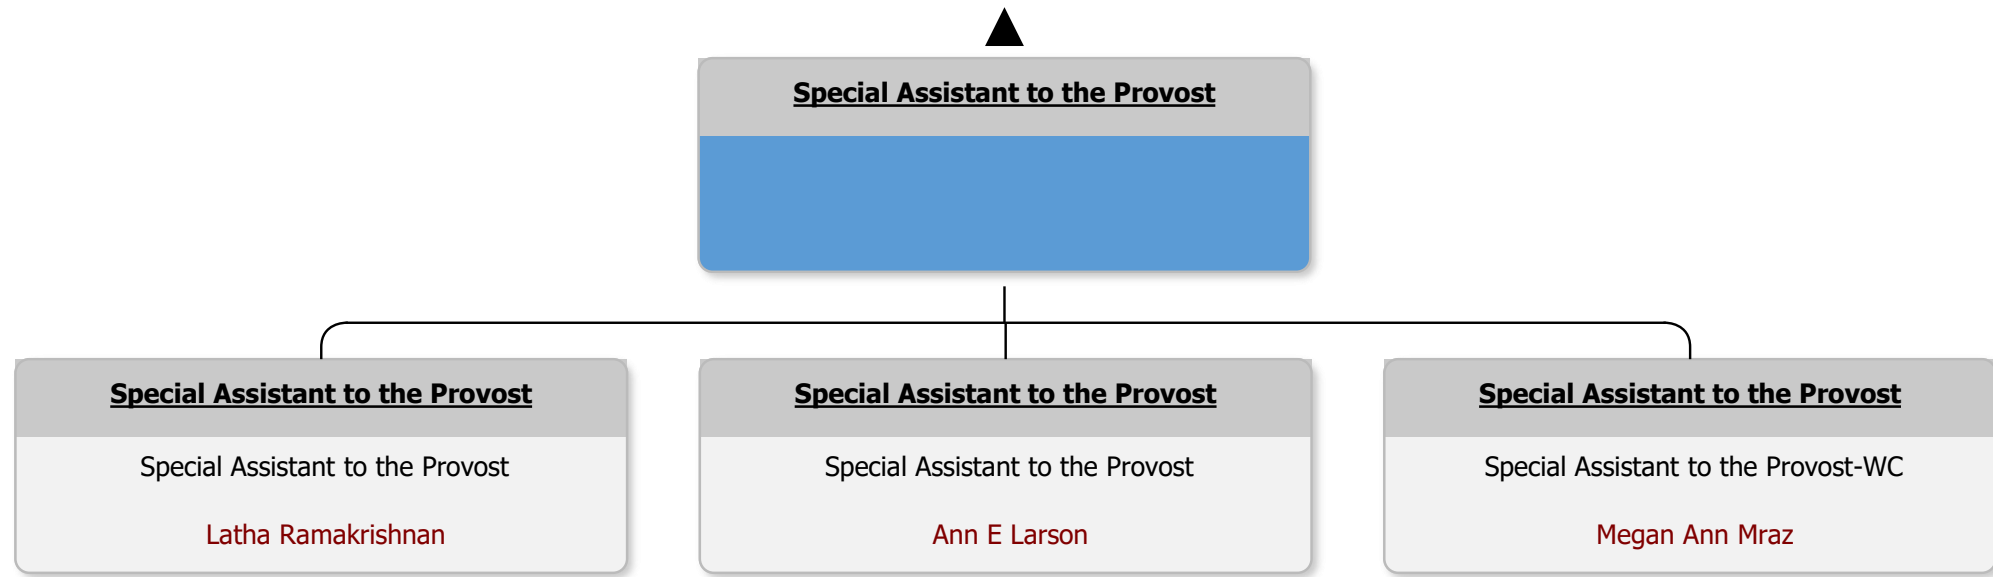 Special Assistant to the Provost
Special Assistant to the Provost
Special Assistant to the Provost
Latha Ramakrishnan
Special Assistant to the Provost
Special Assistant to the Provost
Ann E Larson
Special Assistant to the Provost
Special Assistant to the Provost-WC
Megan Ann Mraz